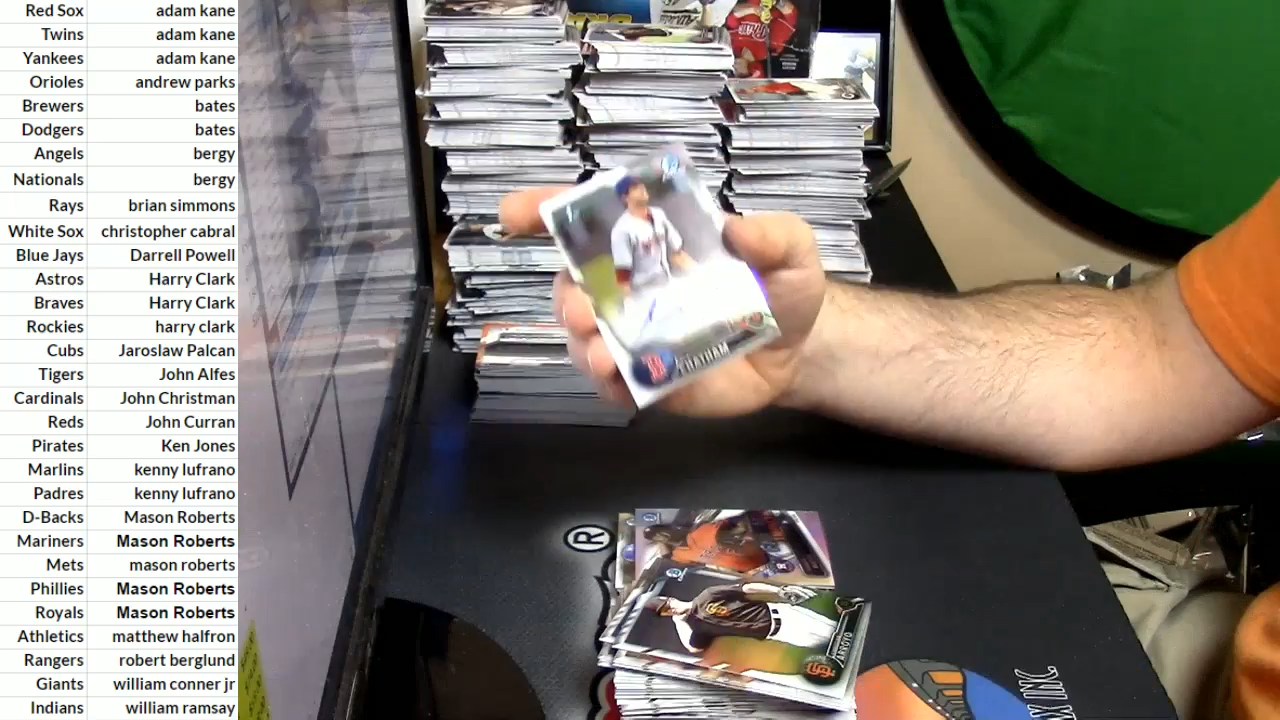 Red Sox adam kane
Twins adam kane
Yankees adam kane
Orioles andrew parks
Brewers bates
Dodgers bates
Angels bergy
Nationals bergy
Rays brian simmons
White Sox christopher cabral
Blue Jays Darrell Powell
Astros Harry Clark
Braves Harry Clark
Rockies harry clark
Cubs Jaroslaw Palcan
Tigers John Alfes
Cardinals John Christman
Reds John Curran
Pirates Ken Jones
Marlins kenny lufrano
Padres kenny lufrano
D-Backs Mason Roberts
Mariners Mason Roberts
Mets mason roberts
Phillies Mason Roberts
Royals Mason Roberts
Athletics matthew halfron
Rangers robert berglund
Giants william conner jr
Indians william ramsay
CHATHAM
®
ARROYO
INC